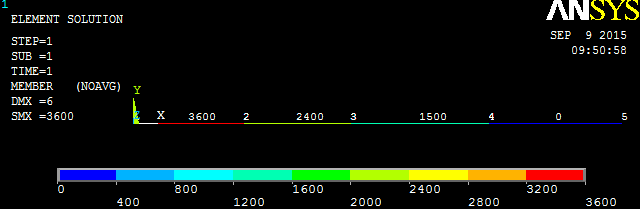 1
ANSYS
ELEMENT SOLUTION
SEP  9 2015
09:50:58
STEP=1
SUB =1
TIME=1
MEMBER   (NOAVG)
DMX =6
SMX =3600
Y
X 3600 2 2400 3 1500 4 0 5
0 800 1600 2400 3200
400 1200 2000 2800 3600